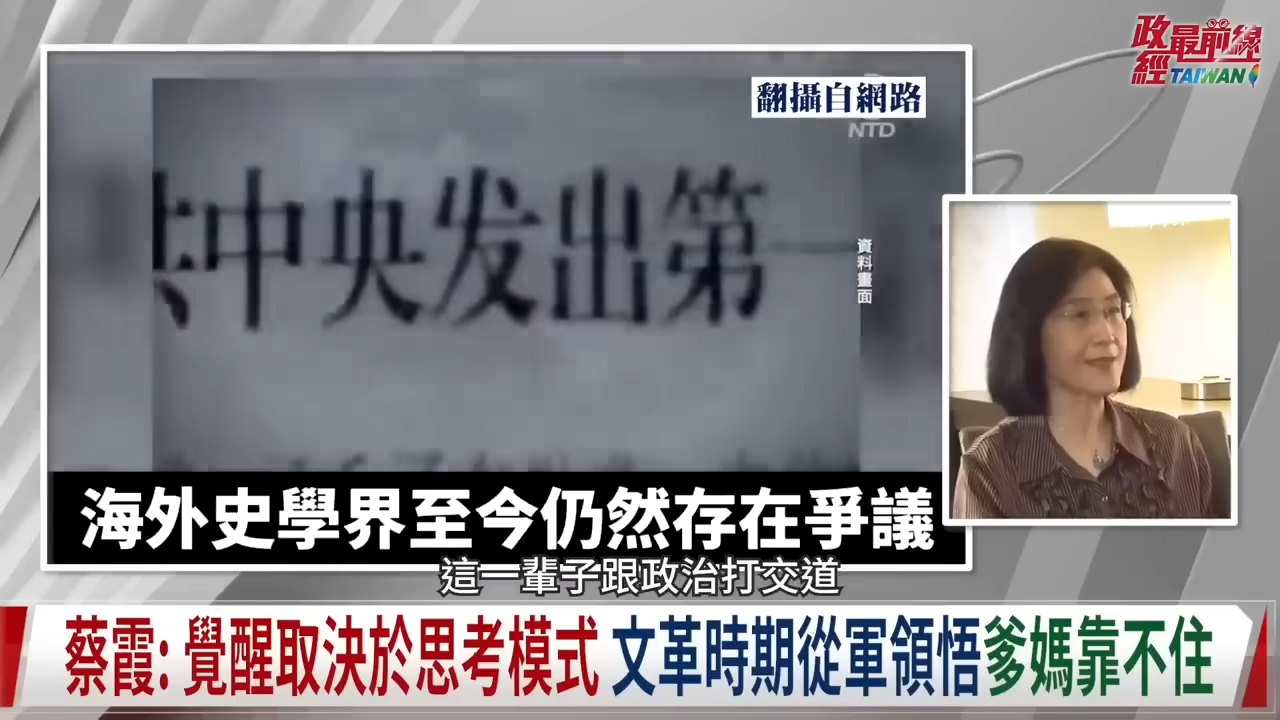 政經最前線
TAIWAN
翻攝自網路
NTD
共中央发出第一
資料畫面
海外史學界至今仍然存在爭議
這一輩子跟政治打交道
蔡霞：覺醒取決於思考模式 文革時期從軍領悟爹媽靠不住